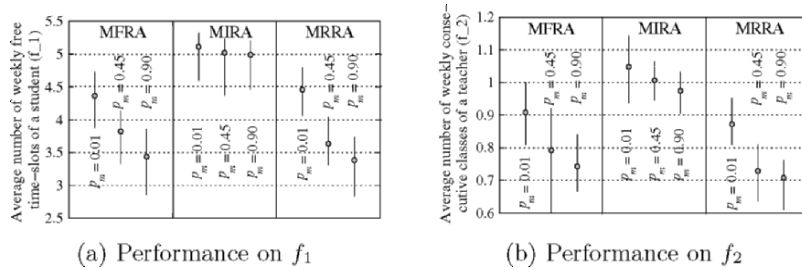 Average number of weekly free
time-slots of a student (f_1)
5.5
5
4.5
4
3.5
3
2.5
MFRA
MIRA
MRRA
p_m = 0.01
p_m = 0.45
p_m = 0.90
p_m = 0.01
p_m = 0.45
p_m = 0.90
p_m = 0.01
p_m = 0.45
p_m = 0.90
(a) Performance on f_1
Average number of weekly conse-
cutive classes of a teacher (f_2)
1.2
1.1
1
0.9
0.8
0.7
0.6
MFRA
MIRA
MRRA
p_m = 0.01
p_m = 0.45
p_m = 0.90
p_m = 0.01
p_m = 0.45
p_m = 0.90
p_m = 0.01
p_m = 0.45
p_m = 0.90
(b) Performance on f_2